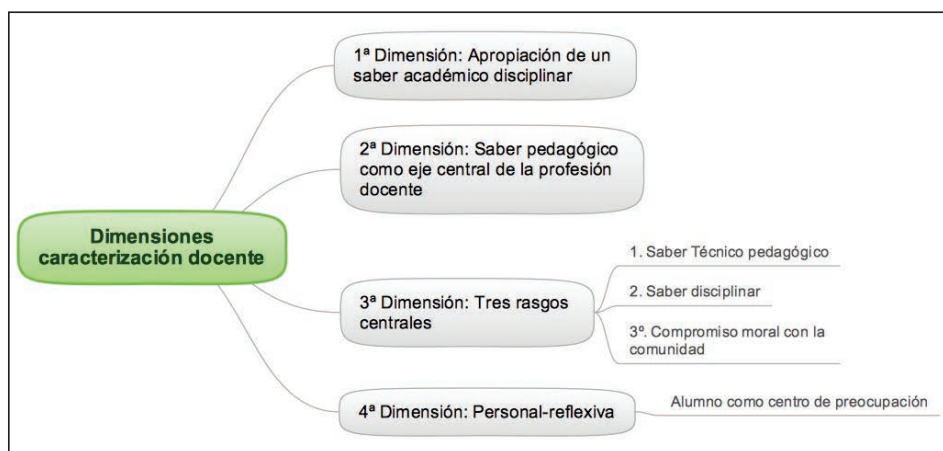 1ª Dimensión: Apropiación de un
saber académico disciplinar
2ª Dimensión: Saber pedagógico
como eje central de la profesión
docente
Dimensiones
caracterización docente
3ª Dimensión: Tres rasgos
centrales
1. Saber Técnico pedagógico
2. Saber disciplinar
3º. Compromiso moral con la
comunidad
4ª Dimensión: Personal-reflexiva
Alumno como centro de preocupación